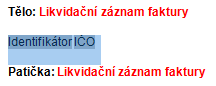 Tělo: Likvidační záznam faktury
Identifikátor IČO
Patička: Likvidační záznam faktury